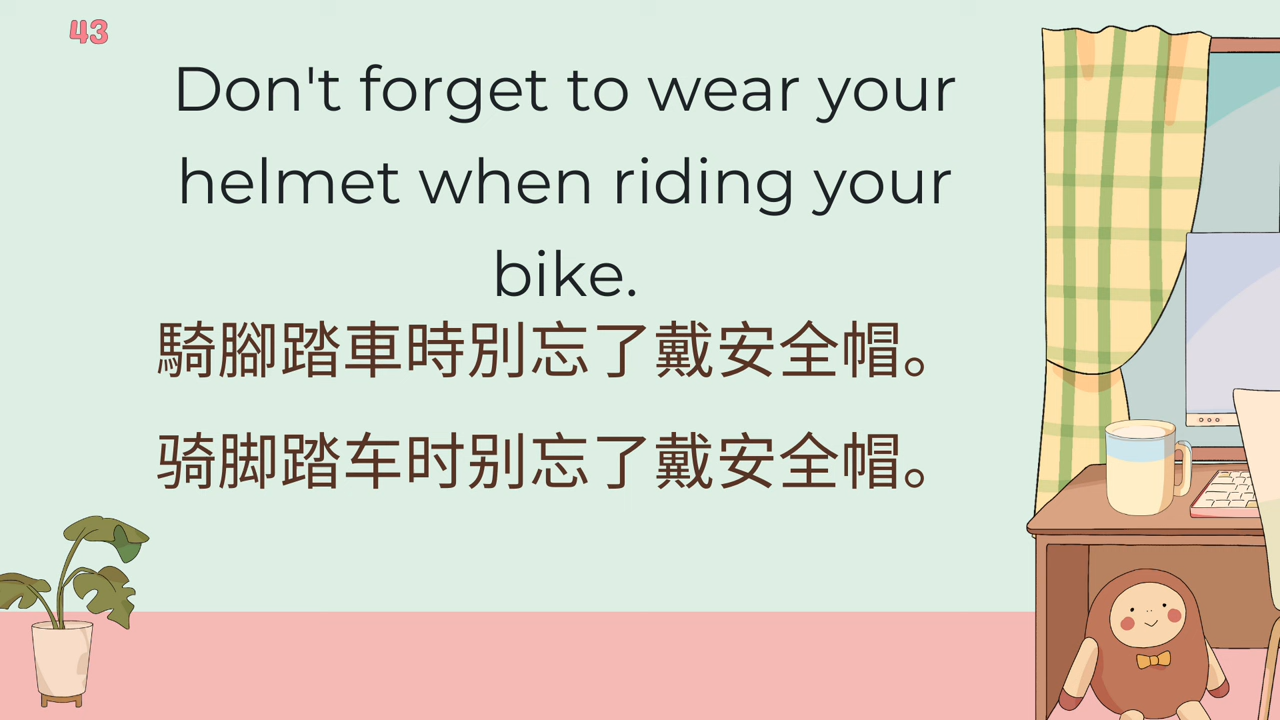 43
Don't forget to wear your
helmet when riding your
bike.
騎腳踏車時別忘了戴安全帽。
骑脚踏车时别忘了戴安全帽。